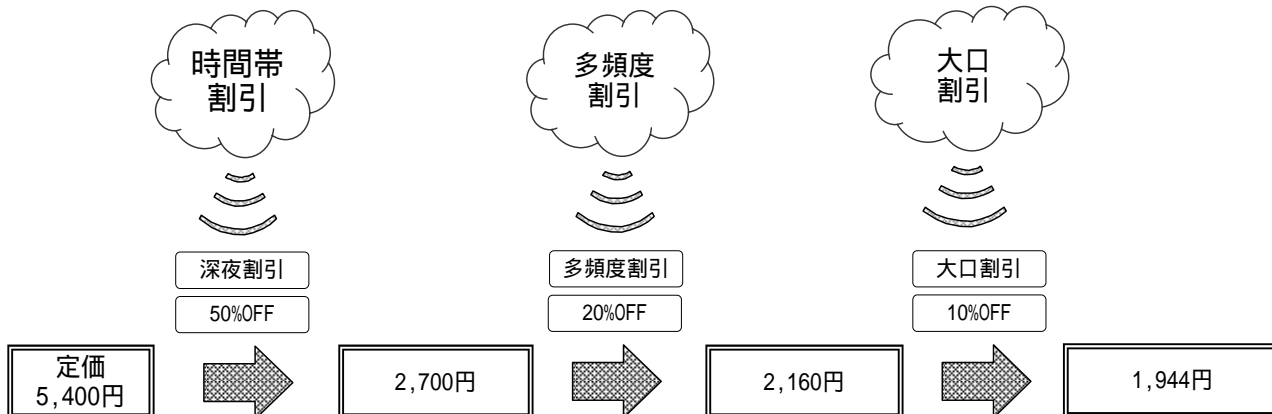 時間帯
割引
多頻度
割引
大口
割引
深夜割引
多頻度割引
大口割引
50%OFF
20%OFF
10%OFF
定価
5,400円
2,700円
2,160円
1,944円